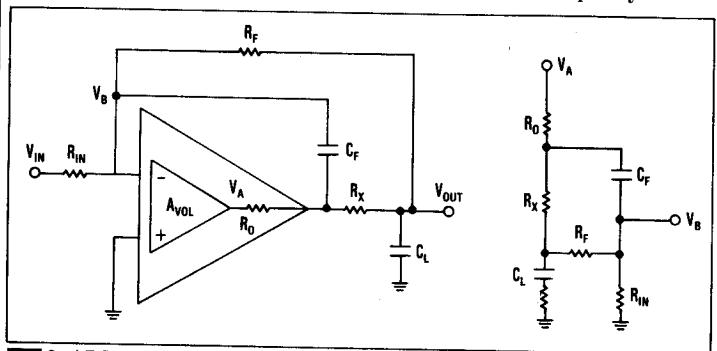 R_F
V_B
V_IN
R_IN
C_F
−
A_VOL
+
V_A
R_O
R_X
V_OUT
C_L
V_A
R_O
C_F
R_X
V_B
R_F
C_L
R_IN